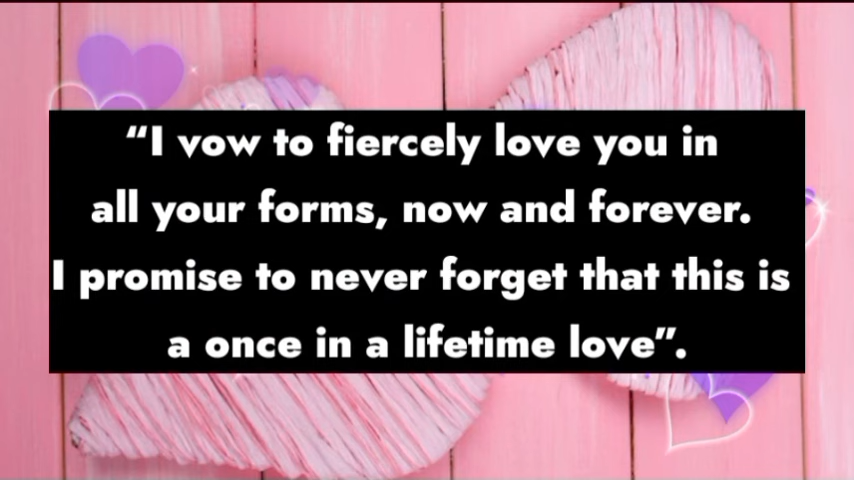 “I vow to fiercely love you in
all your forms, now and forever.
I promise to never forget that this is
a once in a lifetime love”.